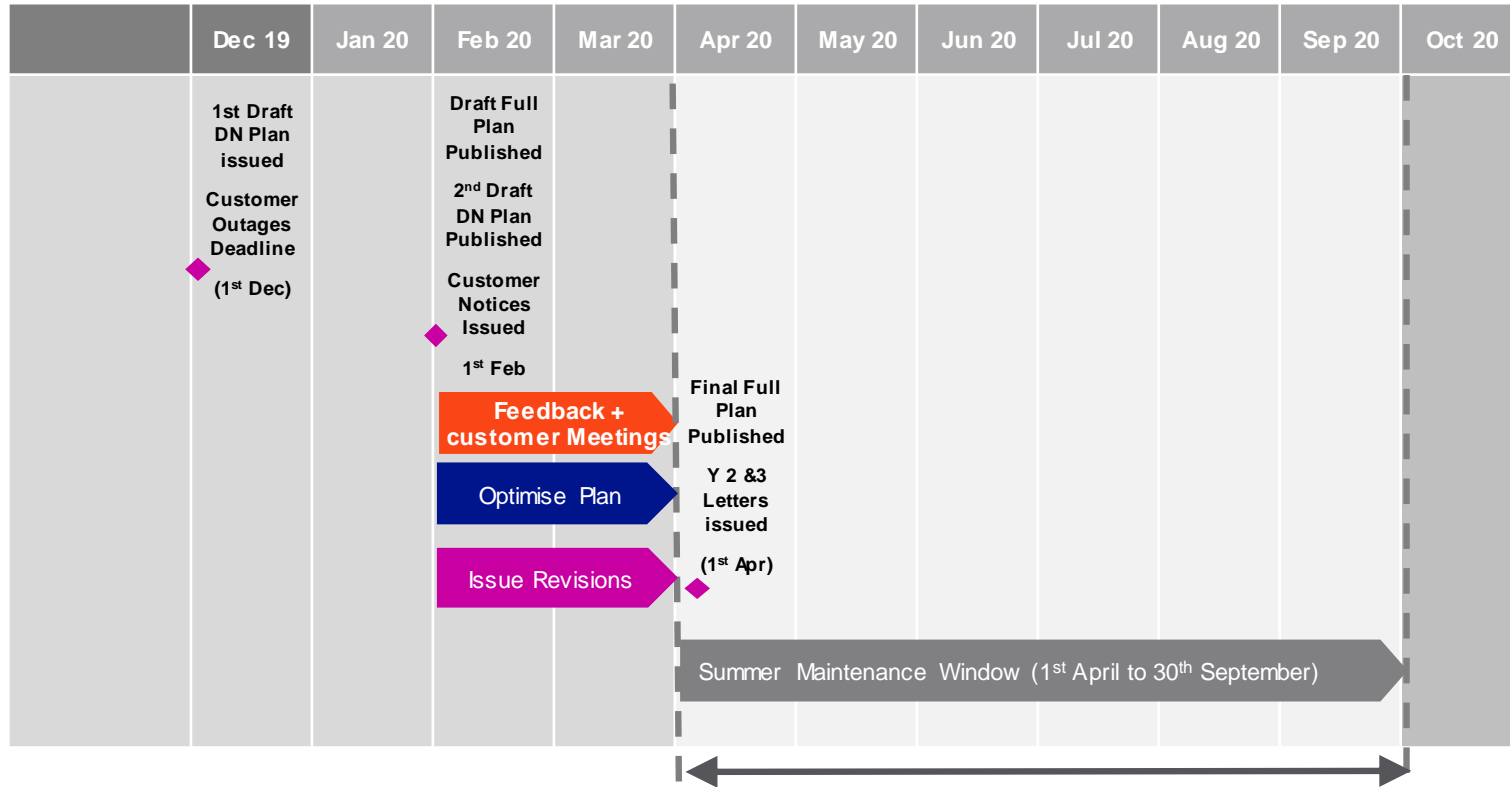 Dec 19
Jan 20
Feb 20
Mar 20
Apr 20
May 20
Jun 20
Jul 20
Aug 20
Sep 20
Oct 20
1st Draft
DN Plan
issued
Customer
Outages
Deadline
(1st Dec)
Draft Full
Plan
Published
2nd Draft
DN Plan
Published
Customer
Notices
Issued
1st Feb
Feedback +
customer Meetings
Optimise Plan
Issue Revisions
Final Full
Plan
Published
Y 2 &3
Letters
issued
(1st Apr)
Summer Maintenance Window (1st April to 30th September)